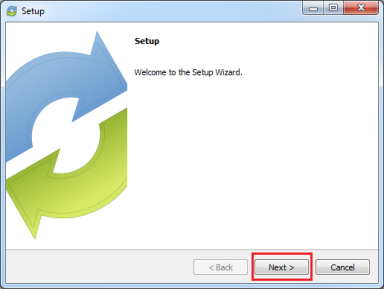 Setup
Setup
Welcome to the Setup Wizard.
< Back Next > Cancel